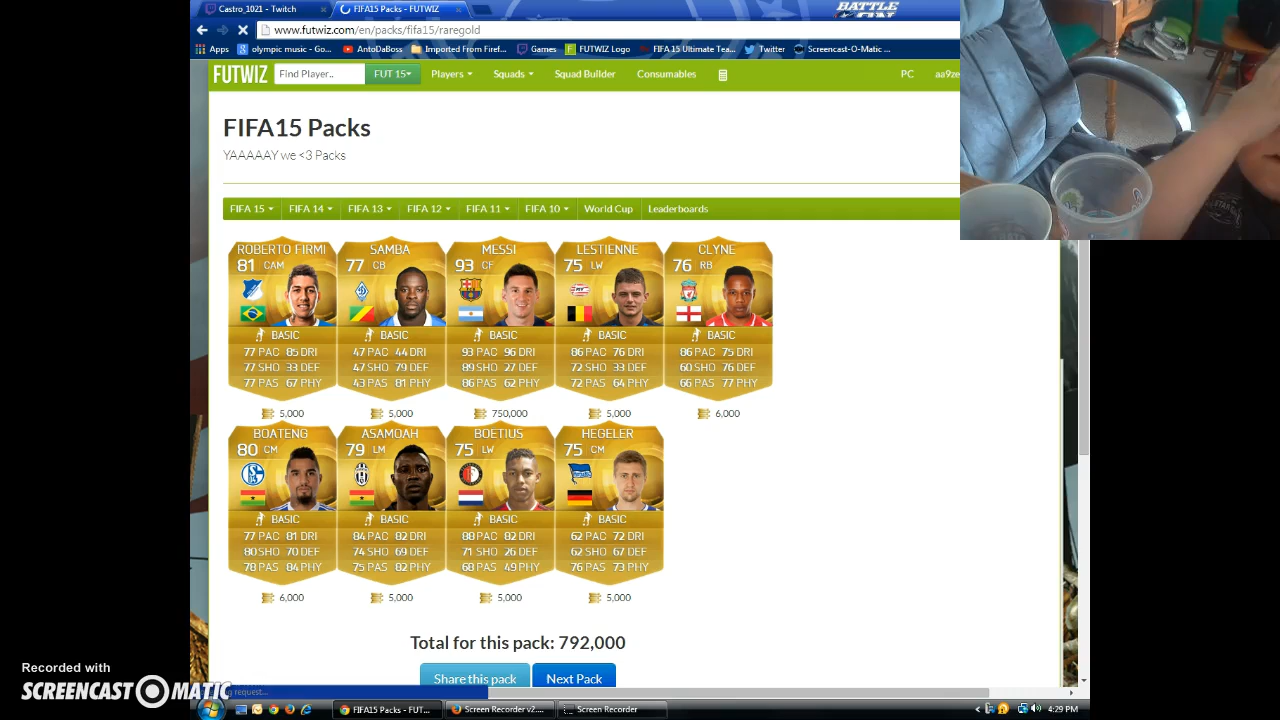 Castro_1021 - Twitch
FIFA15 Packs - FUTWIZ
BATTLE
www.futwiz.com/en/packs/fifa15/raregold
Apps
olympic music - Go...
AntoDaBoss
Imported From Firef...
Games
FUTWIZ Logo
FIFA 15 Ultimate Tea...
Twitter
Screencast-O-Matic ...
FUTWIZ
Find Player..
FUT 15
Players
Squads
Squad Builder
Consumables
PC
aa9ze
FIFA15 Packs
YAAAAAY we <3 Packs
FIFA 15
FIFA 14
FIFA 13
FIFA 12
FIFA 11
FIFA 10
World Cup
Leaderboards
ROBERTO FIRMI
81 CAM
BASIC
77 PAC 85 DRI
77 SHO 33 DEF
77 PAS 67 PHY
5,000
SAMBA
77 CB
BASIC
47 PAC 44 DRI
47 SHO 79 DEF
43 PAS 81 PHY
5,000
MESSI
93 CF
BASIC
93 PAC 96 DRI
89 SHO 27 DEF
86 PAS 62 PHY
750,000
LESTIENNE
75 LW
BASIC
86 PAC 76 DRI
72 SHO 33 DEF
72 PAS 64 PHY
5,000
CLYNE
76 RB
BASIC
86 PAC 75 DRI
60 SHO 76 DEF
66 PAS 77 PHY
6,000
BOATENG
80 CM
BASIC
77 PAC 81 DRI
80 SHO 70 DEF
78 PAS 84 PHY
6,000
ASAMOAH
79 LM
BASIC
84 PAC 82 DRI
74 SHO 69 DEF
75 PAS 82 PHY
5,000
BOETIUS
75 LW
BASIC
88 PAC 82 DRI
71 SHO 26 DEF
68 PAS 49 PHY
5,000
HEGELER
75 CM
BASIC
62 PAC 72 DRI
62 SHO 67 DEF
76 PAS 73 PHY
5,000
Total for this pack: 792,000
Share this pack
Next Pack
Recorded with
SCREENCAST-O-MATIC
request...
FIFA15 Packs - FUT...
Screen Recorder v2....
Screen Recorder
4:29 PM